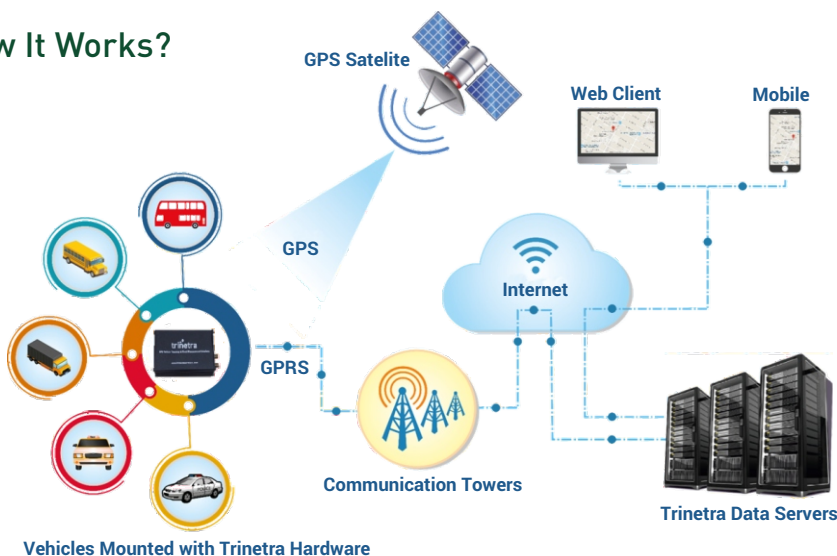 w It Works?
GPS Satelite
Web Client
Mobile
GPS
Internet
trinetra
GPRS
Communication Towers
Trinetra Data Servers
Vehicles Mounted with Trinetra Hardware